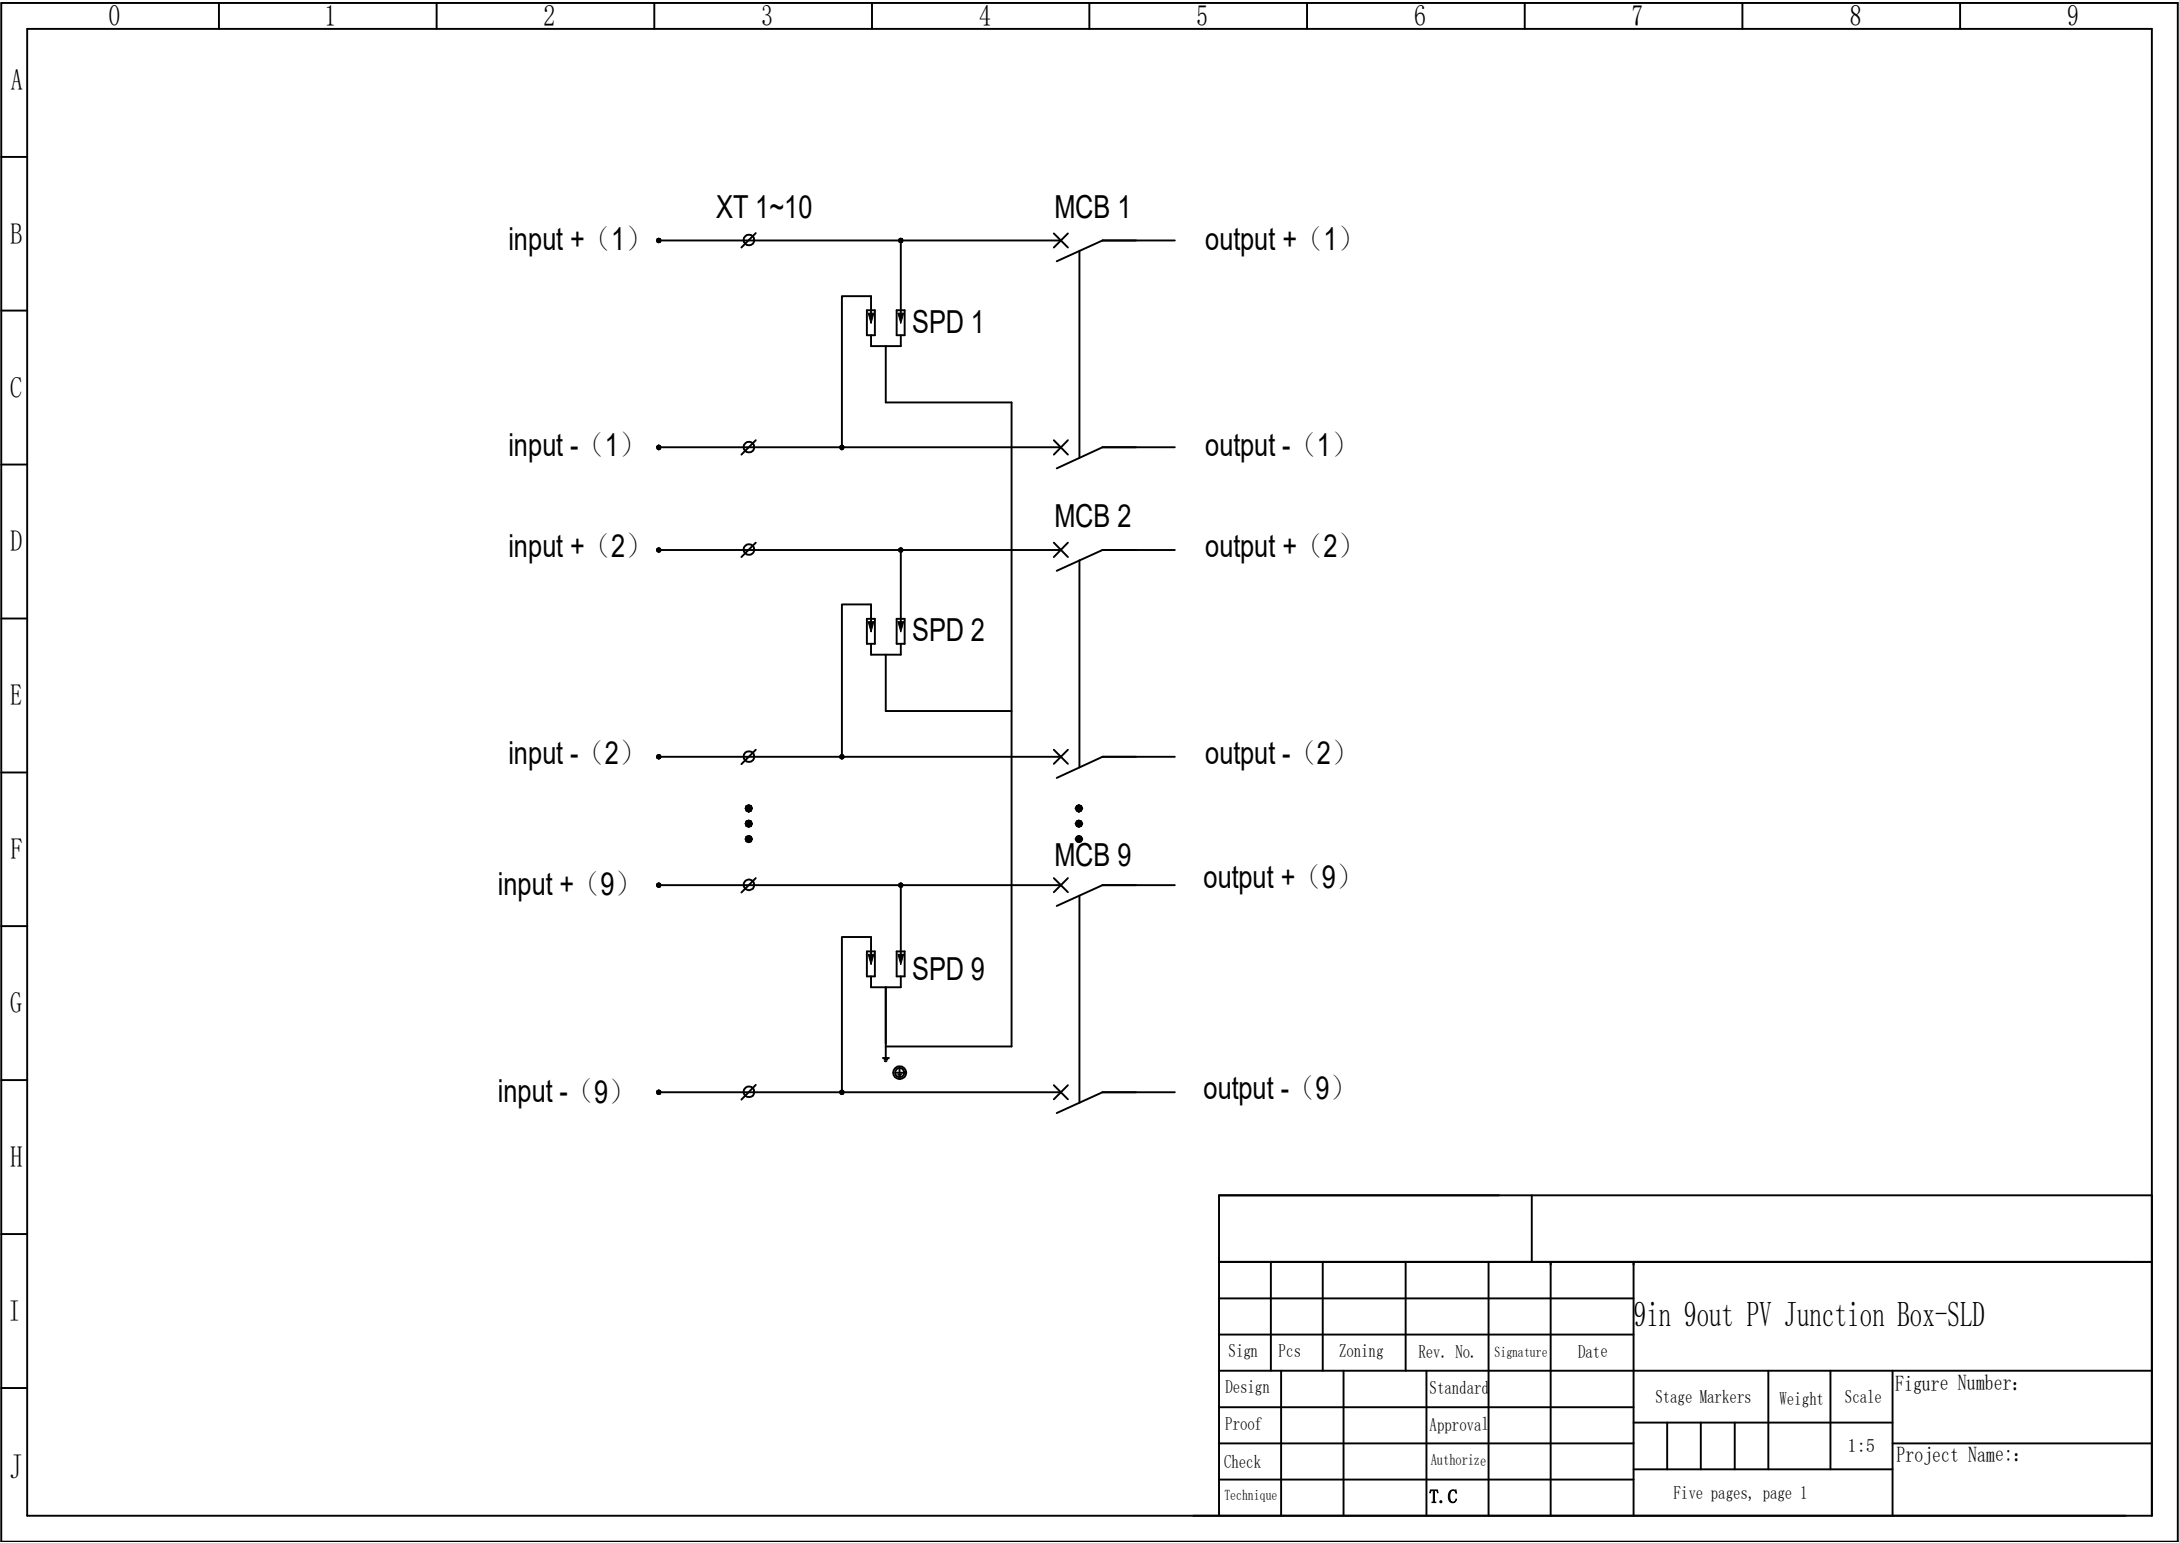 0 1 2 3 4 5 6 7 8 9
A
B
C
D
E
F
G
H
I
J
XT 1~10
MCB 1
input +（1）
output +（1）
SPD 1
input -（1）
output -（1）
MCB 2
input +（2）
output +（2）
SPD 2
input -（2）
output -（2）
MCB 9
input +（9）
output +（9）
SPD 9
input -（9）
output -（9）
9in 9out PV Junction Box-SLD
Sign Pcs Zoning Rev. No. Signature Date
Design Standard
Proof Approval
Check Authorize
Technique T.C
Stage Markers Weight Scale
1:5
Five pages, page 1
Figure Number:
Project Name::